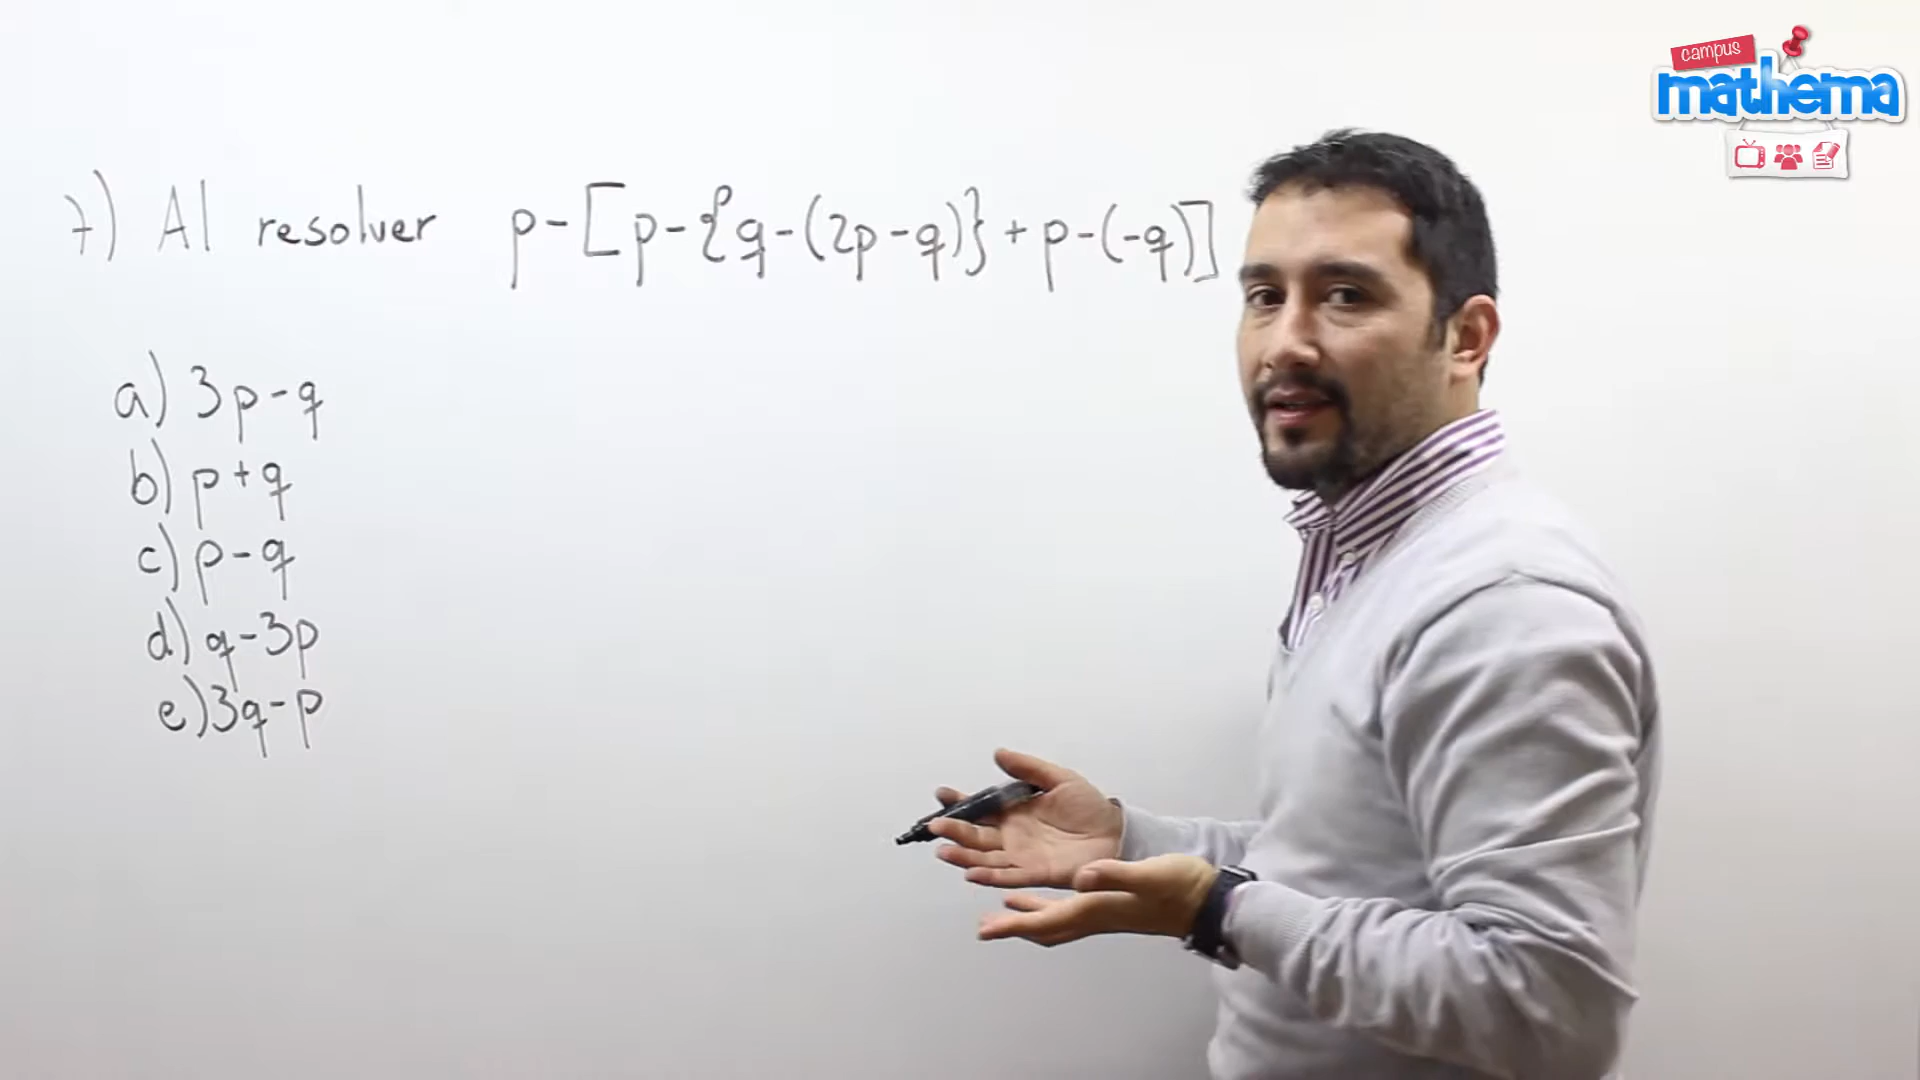 campus
mathema
7) Al resolver p-[p-{q-(2p-q)}+p-(-q)]
a) 3p-q
b) p+q
c) p-q
d) q-3p
e) 3q-p